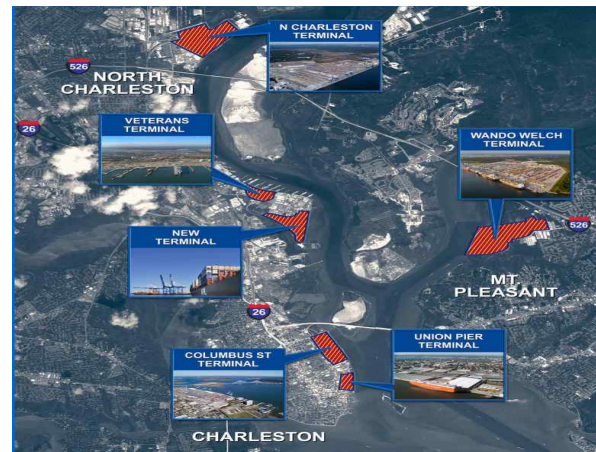 N CHARLESTON
TERMINAL
526
NORTH
CHARLESTON
VETERANS
TERMINAL
26
WANDO WELCH
TERMINAL
NEW
TERMINAL
526
MT.
PLEASANT
26
COLUMBUS ST
TERMINAL
UNION PIER
TERMINAL
CHARLESTON